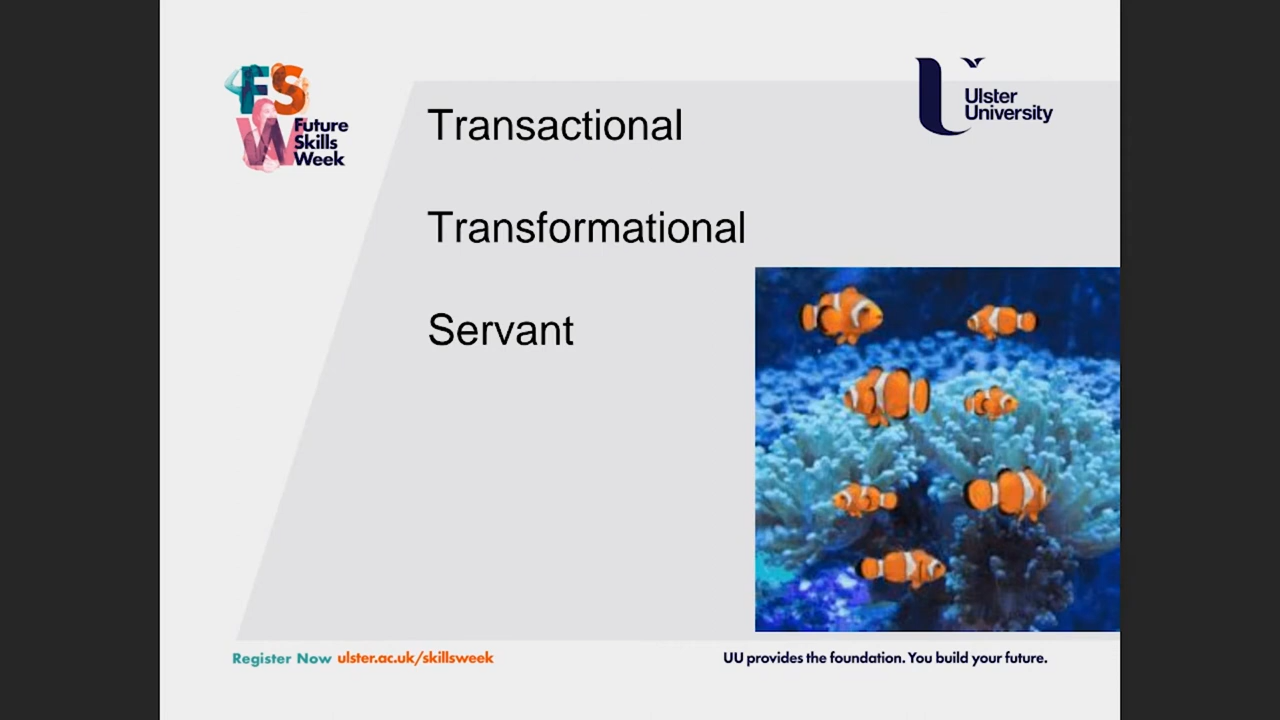 FS
W
Future
Skills
Week
Ulster
University
Transactional
Transformational
Servant
Register Now ulster.ac.uk/skillsweek
UU provides the foundation. You build your future.